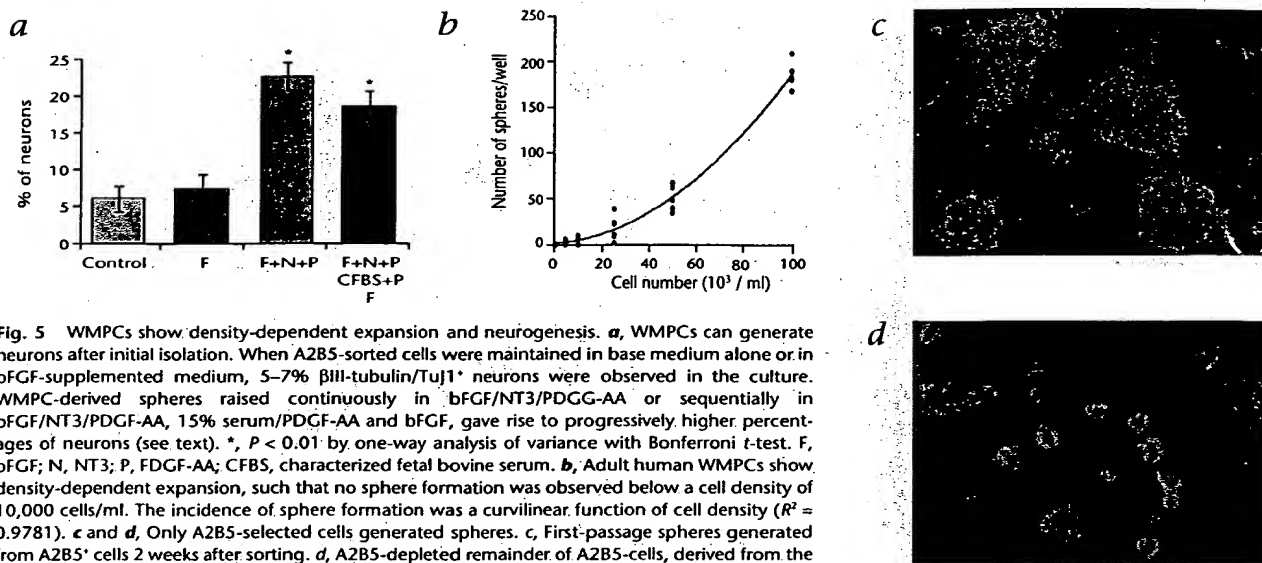 a
b
c
25
20
15
10
5
0
% of neurons
*
*
Control
F
F+N+P
F+N+P
CFBS+P
F
250
200
150
100
50
0
Number of spheres/well
0
20
40
60
80
100
Cell number (10³ / ml)
d
Fig. 5 WMPCs show density-dependent expansion and neurogenesis. a, WMPCs can generate
neurons after initial isolation. When A2B5-sorted cells were maintained in base medium alone or in
bFGF-supplemented medium, 5–7% βIII-tubulin/TuJ1⁺ neurons were observed in the culture.
WMPC-derived spheres raised continuously in bFGF/NT3/PDGG-AA or sequentially in
bFGF/NT3/PDGF-AA, 15% serum/PDGF-AA and bFGF, gave rise to progressively higher percent-
ages of neurons (see text). *, P < 0.01 by one-way analysis of variance with Bonferroni t-test. F,
bFGF; N, NT3; P, FDGF-AA; CFBS, characterized fetal bovine serum. b, Adult human WMPCs show
density-dependent expansion, such that no sphere formation was observed below a cell density of
10,000 cells/ml. The incidence of sphere formation was a curvilinear function of cell density (R² =
0.9781). c and d, Only A2B5-selected cells generated spheres. c, First-passage spheres generated
from A2B5⁺ cells 2 weeks after sorting. d, A2B5-depleted remainder of A2B5-cells, derived from the